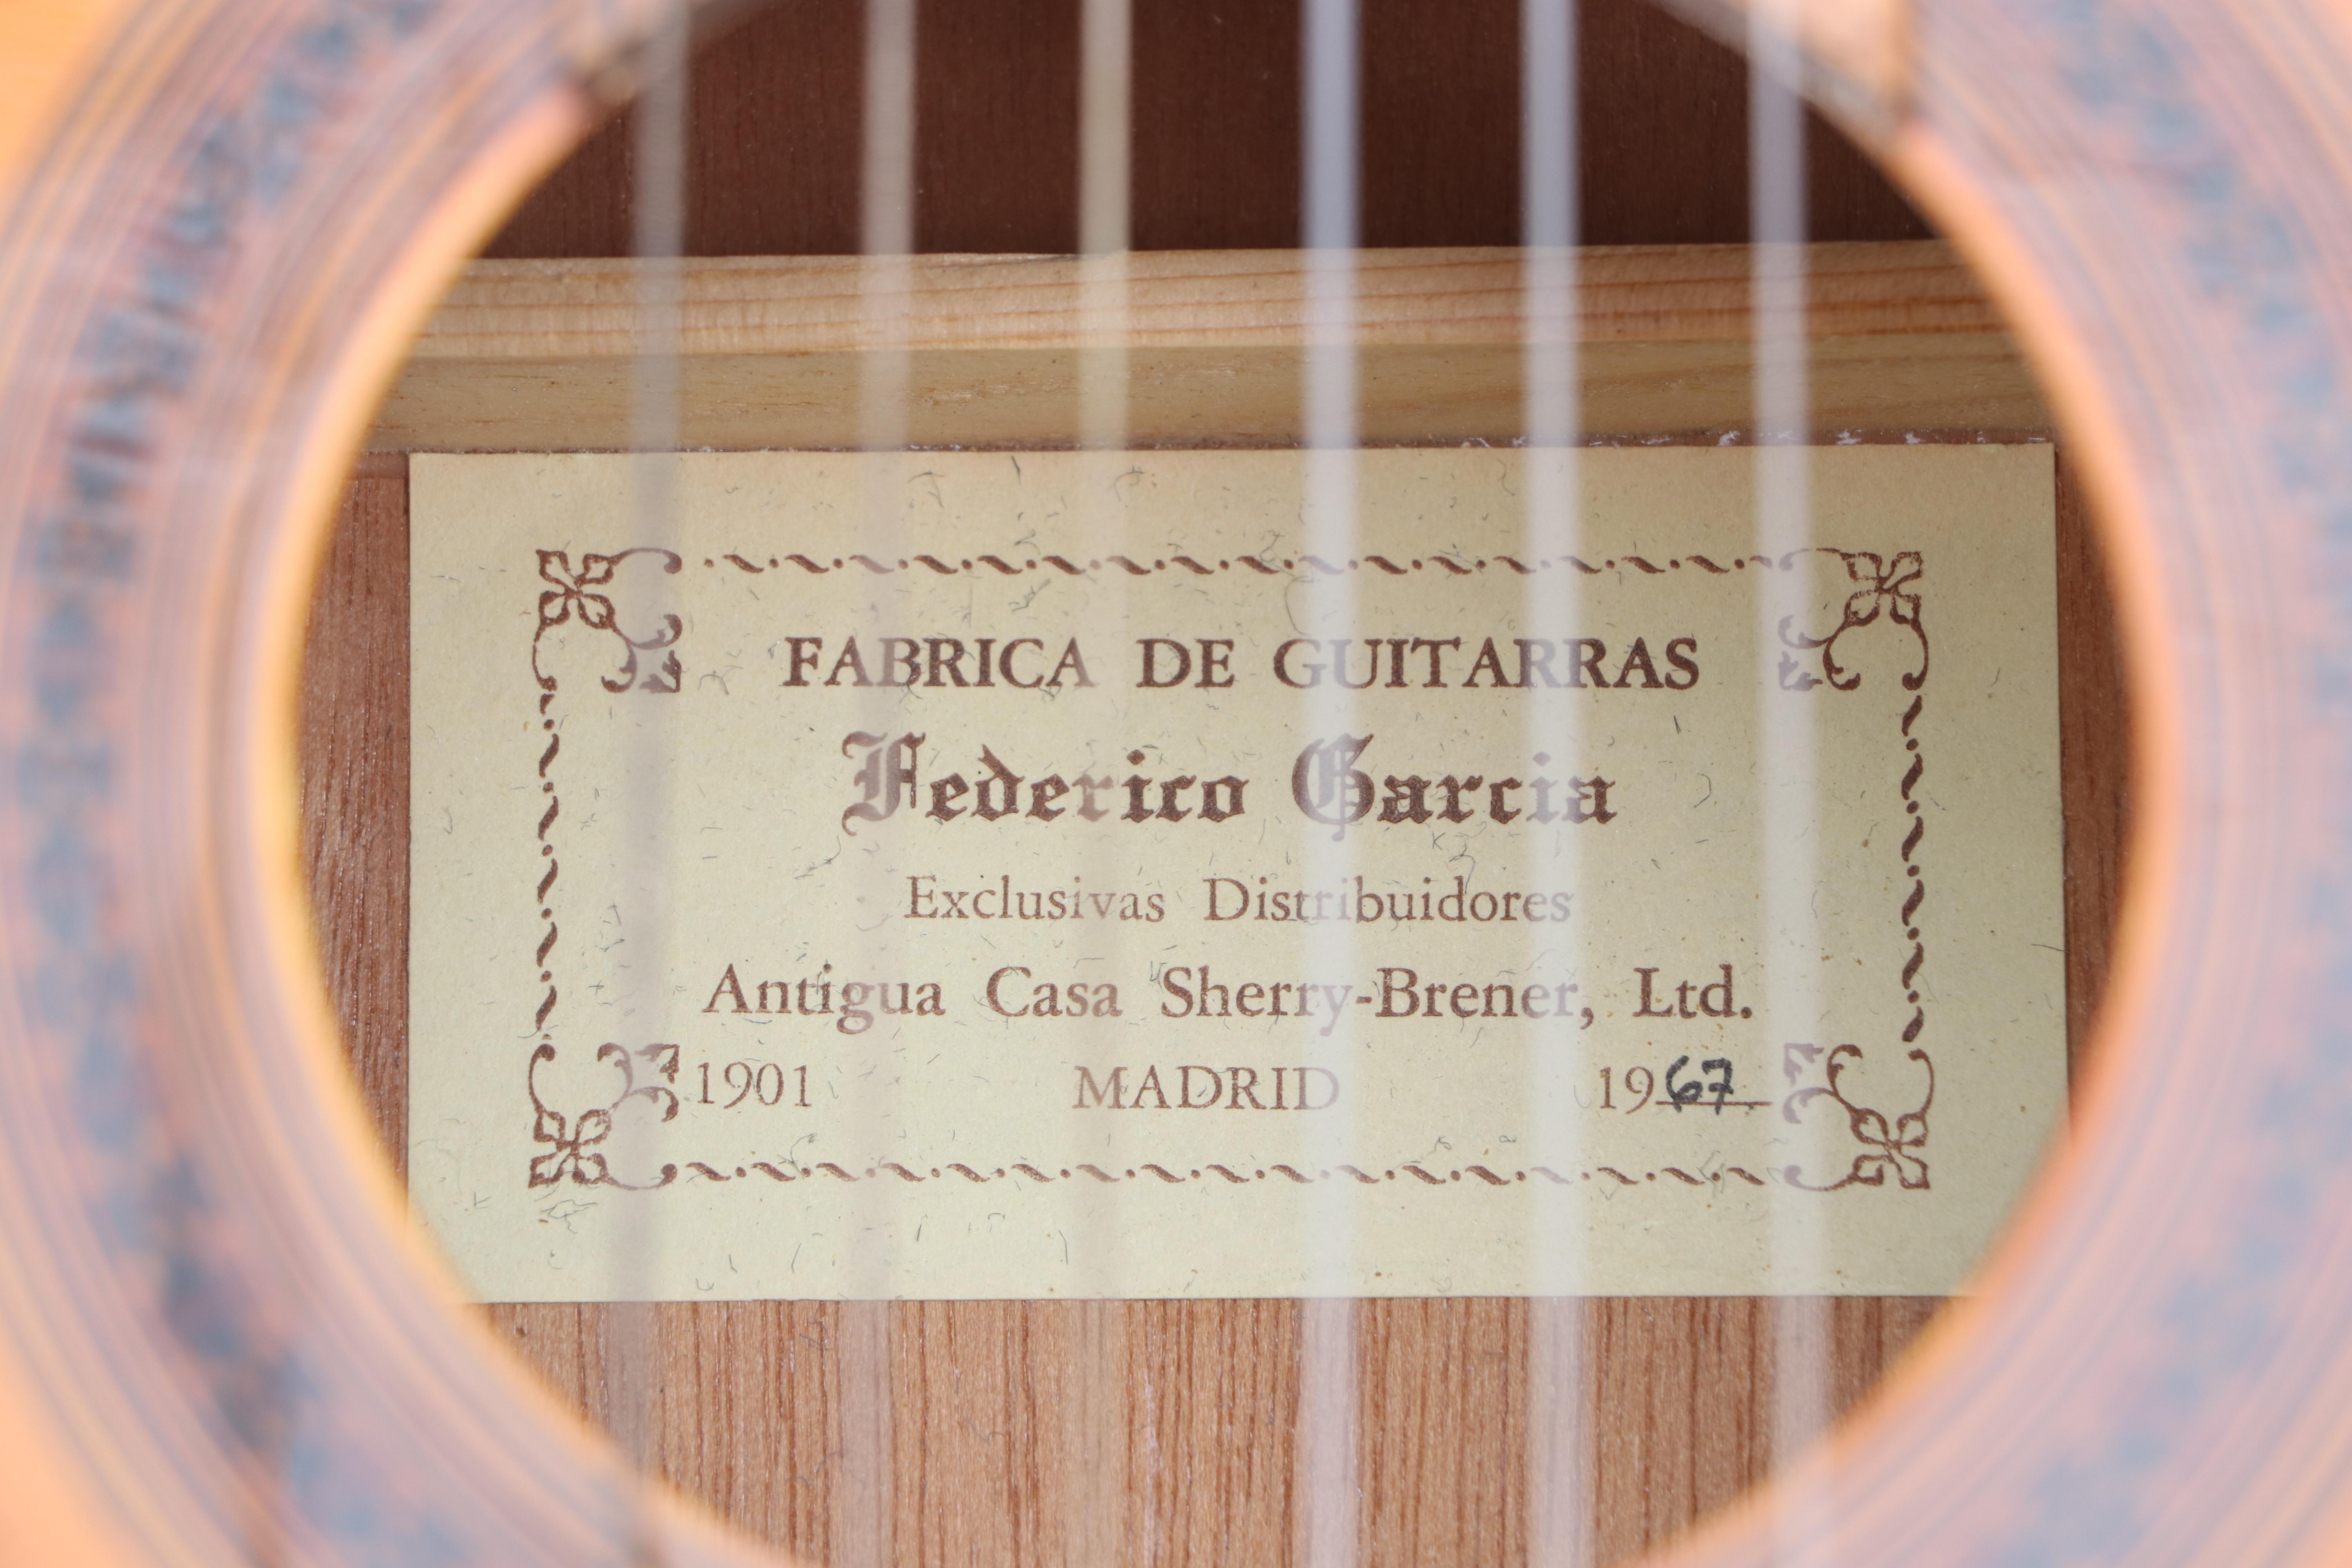 FABRICA DE GUITARRAS
Federico Garcia
Exclusivas Distribuidores
Antigua Casa Sherry-Brener, Ltd.
1901 MADRID 1967